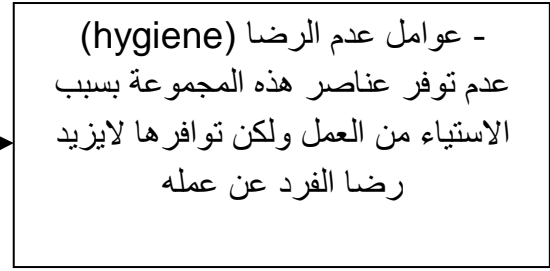 - عوامل عدم الرضا (hygiene)
عدم توفر عناصر هذه المجموعة بسبب
الاستياء من العمل ولكن توافرها لايزيد
رضا الفرد عن عمله